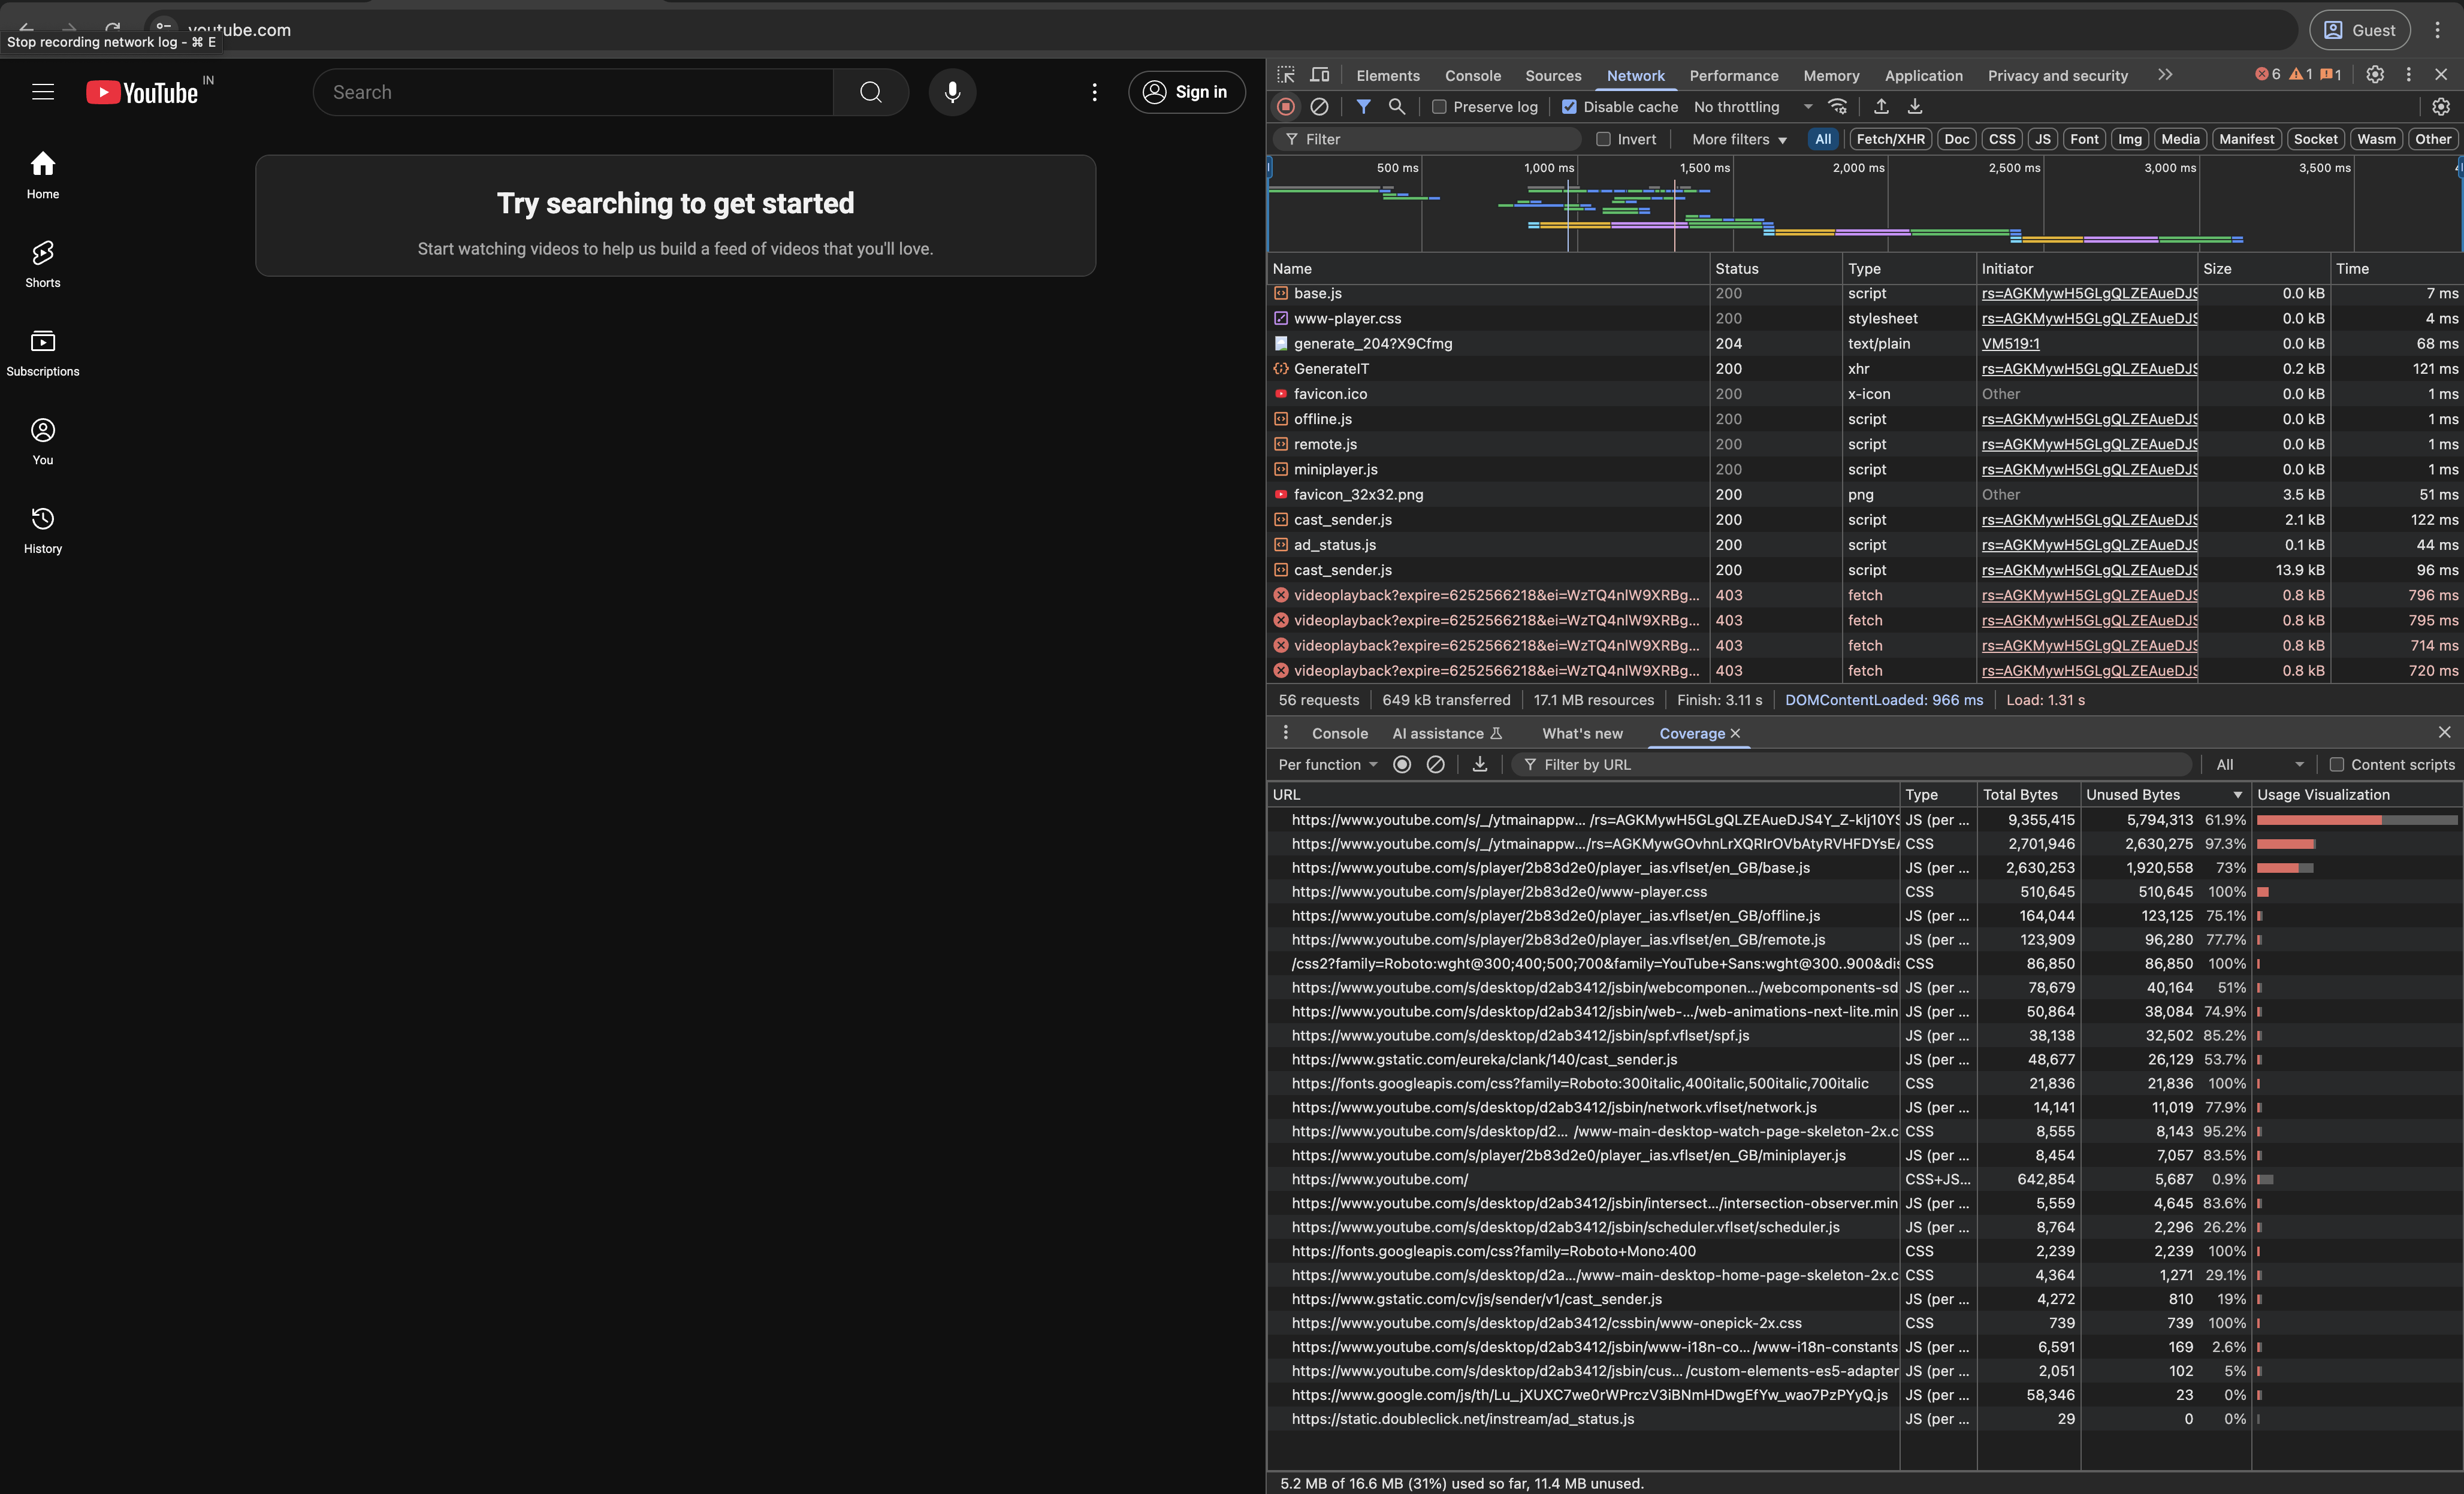 youtube.com
Guest
Stop recording network log - ⌘ E
YouTube IN
Search
Sign in
Home
Shorts
Subscriptions
You
History
Try searching to get started
Start watching videos to help us build a feed of videos that you'll love.
Elements Console Sources Network Performance Memory Application Privacy and security 6 1 1
Preserve log Disable cache No throttling
Filter Invert More filters All Fetch/XHR Doc CSS JS Font Img Media Manifest Socket Wasm Other
500 ms 1,000 ms 1,500 ms 2,000 ms 2,500 ms 3,000 ms 3,500 ms
Name Status Type Initiator Size Time
base.js 200 script rs=AGKMywH5GLgQLZEAueDJS 0.0 kB 7 ms
www-player.css 200 stylesheet rs=AGKMywH5GLgQLZEAueDJS 0.0 kB 4 ms
generate_204?X9Cfmg 204 text/plain VM519:1 0.0 kB 68 ms
GenerateIT 200 xhr rs=AGKMywH5GLgQLZEAueDJS 0.2 kB 121 ms
favicon.ico 200 x-icon Other 0.0 kB 1 ms
offline.js 200 script rs=AGKMywH5GLgQLZEAueDJS 0.0 kB 1 ms
remote.js 200 script rs=AGKMywH5GLgQLZEAueDJS 0.0 kB 1 ms
miniplayer.js 200 script rs=AGKMywH5GLgQLZEAueDJS 0.0 kB 1 ms
favicon_32x32.png 200 png Other 3.5 kB 51 ms
cast_sender.js 200 script rs=AGKMywH5GLgQLZEAueDJS 2.1 kB 122 ms
ad_status.js 200 script rs=AGKMywH5GLgQLZEAueDJS 0.1 kB 44 ms
cast_sender.js 200 script rs=AGKMywH5GLgQLZEAueDJS 13.9 kB 96 ms
videoplayback?expire=6252566218&ei=WzTQ4nlW9XRBg... 403 fetch rs=AGKMywH5GLgQLZEAueDJS 0.8 kB 796 ms
videoplayback?expire=6252566218&ei=WzTQ4nlW9XRBg... 403 fetch rs=AGKMywH5GLgQLZEAueDJS 0.8 kB 795 ms
videoplayback?expire=6252566218&ei=WzTQ4nlW9XRBg... 403 fetch rs=AGKMywH5GLgQLZEAueDJS 0.8 kB 714 ms
videoplayback?expire=6252566218&ei=WzTQ4nlW9XRBg... 403 fetch rs=AGKMywH5GLgQLZEAueDJS 0.8 kB 720 ms
56 requests 649 kB transferred 17.1 MB resources Finish: 3.11 s DOMContentLoaded: 966 ms Load: 1.31 s
Console AI assistance What's new Coverage
Per function Filter by URL All Content scripts
URL Type Total Bytes Unused Bytes Usage Visualization
https://www.youtube.com/s/_/ytmainappw... /rs=AGKMywH5GLgQLZEAueDJS4Y_Z-klj10YS JS (per ... 9,355,415 5,794,313 61.9%
https://www.youtube.com/s/_/ytmainappw.../rs=AGKMywGOvhnLrXQRIrOVbAtyRVHFDYsEA CSS 2,701,946 2,630,275 97.3%
https://www.youtube.com/s/player/2b83d2e0/player_ias.vflset/en_GB/base.js JS (per ... 2,630,253 1,920,558 73%
https://www.youtube.com/s/player/2b83d2e0/www-player.css CSS 510,645 510,645 100%
https://www.youtube.com/s/player/2b83d2e0/player_ias.vflset/en_GB/offline.js JS (per ... 164,044 123,125 75.1%
https://www.youtube.com/s/player/2b83d2e0/player_ias.vflset/en_GB/remote.js JS (per ... 123,909 96,280 77.7%
/css2?family=Roboto:wght@300;400;500;700&family=YouTube+Sans:wght@300..900&dis CSS 86,850 86,850 100%
https://www.youtube.com/s/desktop/d2ab3412/jsbin/webcomponen.../webcomponents-sd JS (per ... 78,679 40,164 51%
https://www.youtube.com/s/desktop/d2ab3412/jsbin/web-.../web-animations-next-lite.min JS (per ... 50,864 38,084 74.9%
https://www.youtube.com/s/desktop/d2ab3412/jsbin/spf.vflset/spf.js JS (per ... 38,138 32,502 85.2%
https://www.gstatic.com/eureka/clank/140/cast_sender.js JS (per ... 48,677 26,129 53.7%
https://fonts.googleapis.com/css?family=Roboto:300italic,400italic,500italic,700italic CSS 21,836 21,836 100%
https://www.youtube.com/s/desktop/d2ab3412/jsbin/network.vflset/network.js JS (per ... 14,141 11,019 77.9%
https://www.youtube.com/s/desktop/d2... /www-main-desktop-watch-page-skeleton-2x.c CSS 8,555 8,143 95.2%
https://www.youtube.com/s/player/2b83d2e0/player_ias.vflset/en_GB/miniplayer.js JS (per ... 8,454 7,057 83.5%
https://www.youtube.com/ CSS+JS... 642,854 5,687 0.9%
https://www.youtube.com/s/desktop/d2ab3412/jsbin/intersect.../intersection-observer.min JS (per ... 5,559 4,645 83.6%
https://www.youtube.com/s/desktop/d2ab3412/jsbin/scheduler.vflset/scheduler.js JS (per ... 8,764 2,296 26.2%
https://fonts.googleapis.com/css?family=Roboto+Mono:400 CSS 2,239 2,239 100%
https://www.youtube.com/s/desktop/d2a.../www-main-desktop-home-page-skeleton-2x.c CSS 4,364 1,271 29.1%
https://www.gstatic.com/cv/js/sender/v1/cast_sender.js JS (per ... 4,272 810 19%
https://www.youtube.com/s/desktop/d2ab3412/cssbin/www-onepick-2x.css CSS 739 739 100%
https://www.youtube.com/s/desktop/d2ab3412/jsbin/www-i18n-co... /www-i18n-constants JS (per ... 6,591 169 2.6%
https://www.youtube.com/s/desktop/d2ab3412/jsbin/cus... /custom-elements-es5-adapter JS (per ... 2,051 102 5%
https://www.google.com/js/th/Lu_jXUXC7we0rWPrczV3iBNmHDwgEfYw_wao7PzPYyQ.js JS (per ... 58,346 23 0%
https://static.doubleclick.net/instream/ad_status.js JS (per ... 29 0 0%
5.2 MB of 16.6 MB (31%) used so far, 11.4 MB unused.